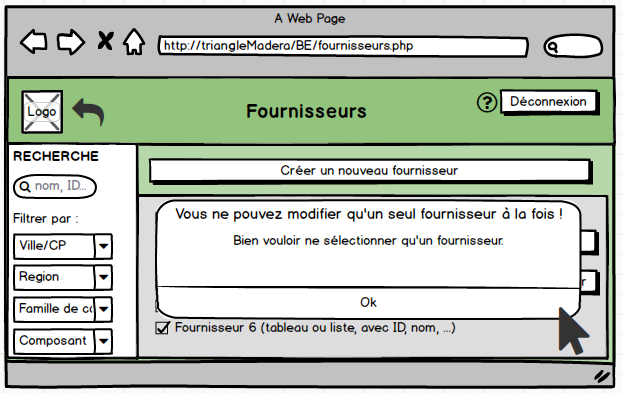 A Web Page
http://triangleMadera/BE/fournisseurs.php
Logo
Fournisseurs
?
Déconnexion
RECHERCHE
nom, ID...
Filtrer par :
Ville/CP
Region
Famille de co
Composant
Créer un nouveau fournisseur
Vous ne pouvez modifier qu'un seul fournisseur à la fois !
Bien vouloir ne sélectionner qu'un fournisseur.
Ok
r
Fournisseur 6 (tableau ou liste, avec ID, nom, ...)